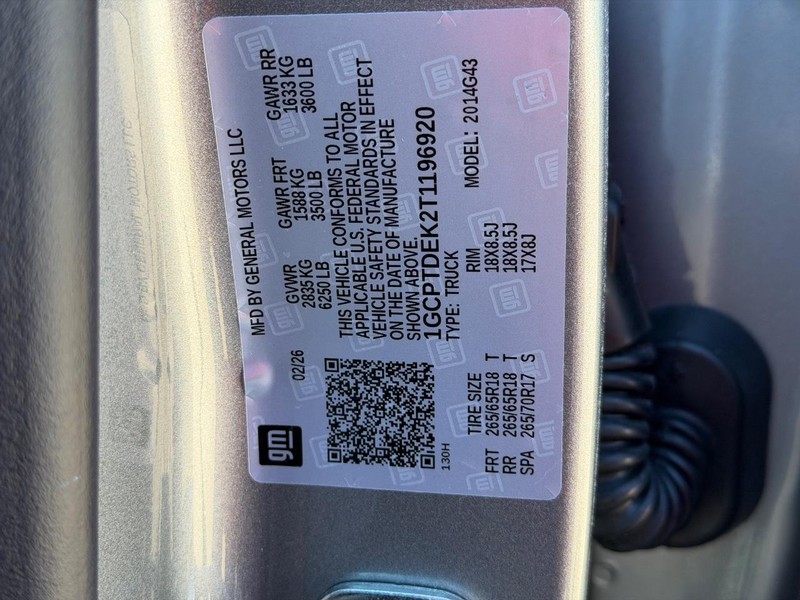 MFD BY GENERAL MOTORS LLC
02/26
GVWR GAWR FRT GAWR RR
2835 KG 1588 KG 1633 KG
6250 LB 3500 LB 3600 LB
THIS VEHICLE CONFORMS TO ALL
APPLICABLE U.S. FEDERAL MOTOR
VEHICLE SAFETY STANDARDS IN EFFECT
ON THE DATE OF MANUFACTURE
SHOWN ABOVE.
1GCPTDEK2T1196920
TYPE: TRUCK MODEL: 2014G43
gm
130H
TIRE SIZE RIM
FRT 265/65R18 T 18X8.5J
RR 265/65R18 T 18X8.5J
SPA 265/70R17 S 17X8J